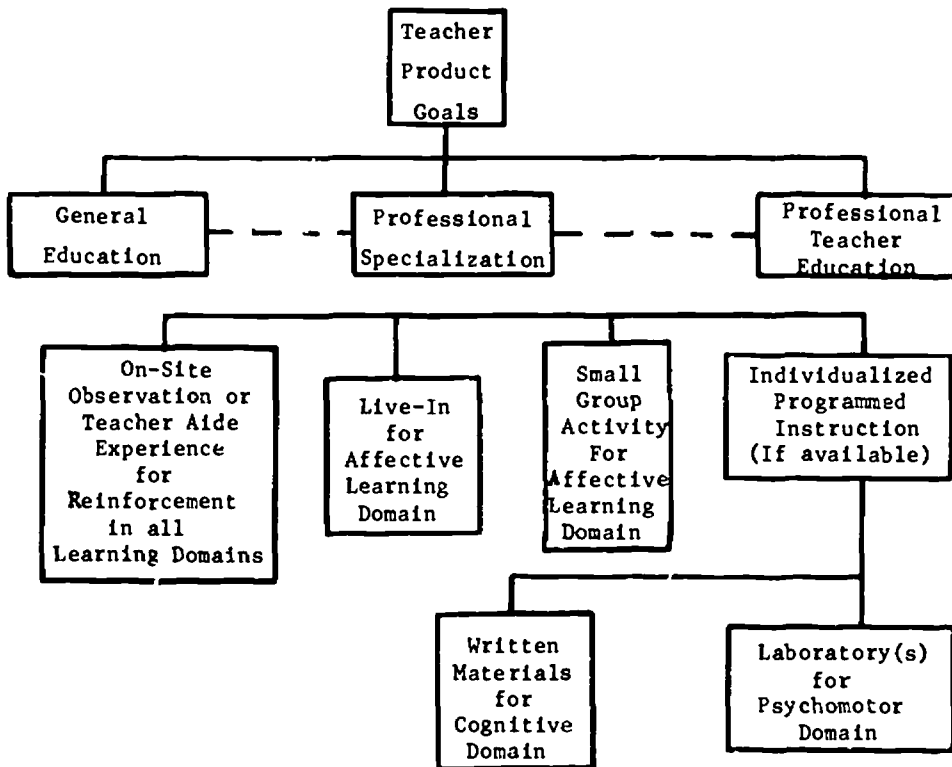 Teacher
Product
Goals
General
Education
Professional
Specialization
Professional
Teacher
Education
On-Site
Observation or
Teacher Aide
Experience
for
Reinforcement
in all
Learning Domains
Live-In
for
Affective
Learning
Domain
Small
Group
Activity
For
Affective
Learning
Domain
Individualized
Programmed
Instruction
(If available)
Written
Materials
for
Cognitive
Domain
Laboratory(s)
for
Psychomotor
Domain